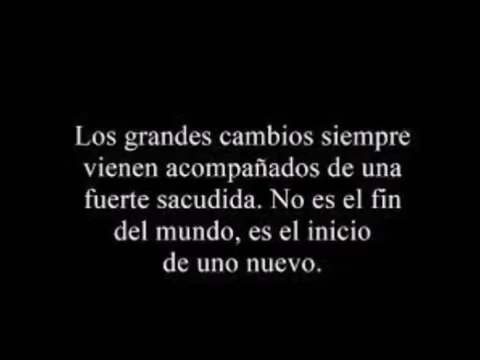 Los grandes cambios siempre
vienen acompañados de una
fuerte sacudida. No es el fin
del mundo, es el inicio
de uno nuevo.